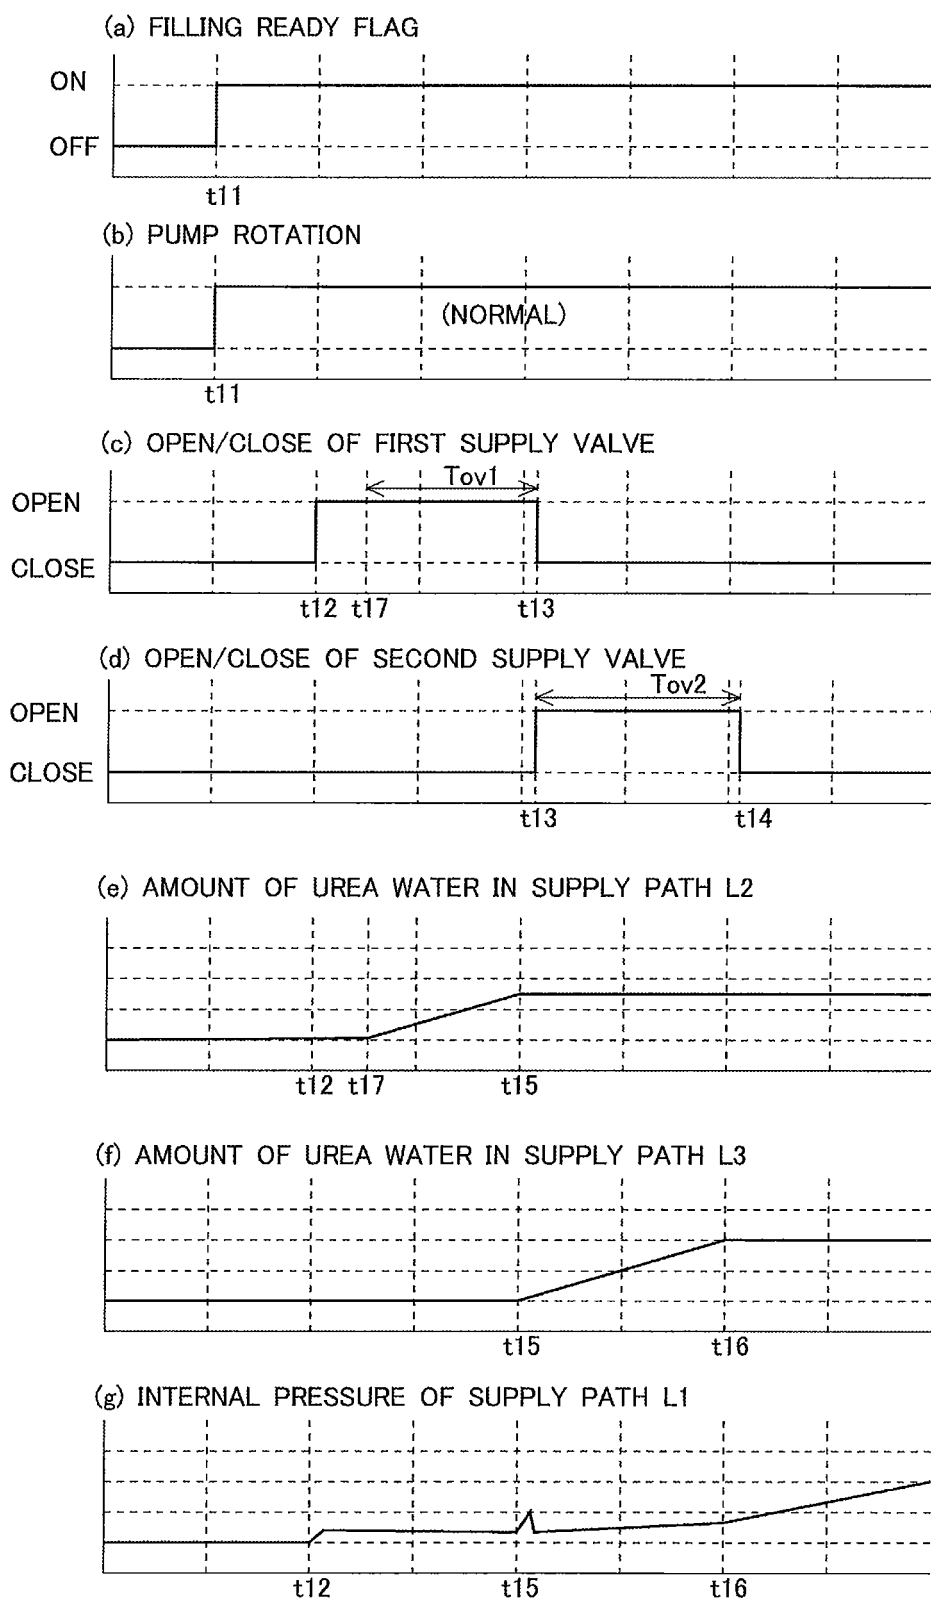 (a) FILLING READY FLAG
ON
OFF
t11
(b) PUMP ROTATION
(NORMAL)
t11
(c) OPEN/CLOSE OF FIRST SUPPLY VALVE
Tov1
OPEN
CLOSE
t12 t17 t13
(d) OPEN/CLOSE OF SECOND SUPPLY VALVE
Tov2
OPEN
CLOSE
t13 t14
(e) AMOUNT OF UREA WATER IN SUPPLY PATH L2
t12 t17 t15
(f) AMOUNT OF UREA WATER IN SUPPLY PATH L3
t15 t16
(g) INTERNAL PRESSURE OF SUPPLY PATH L1
t12 t15 t16